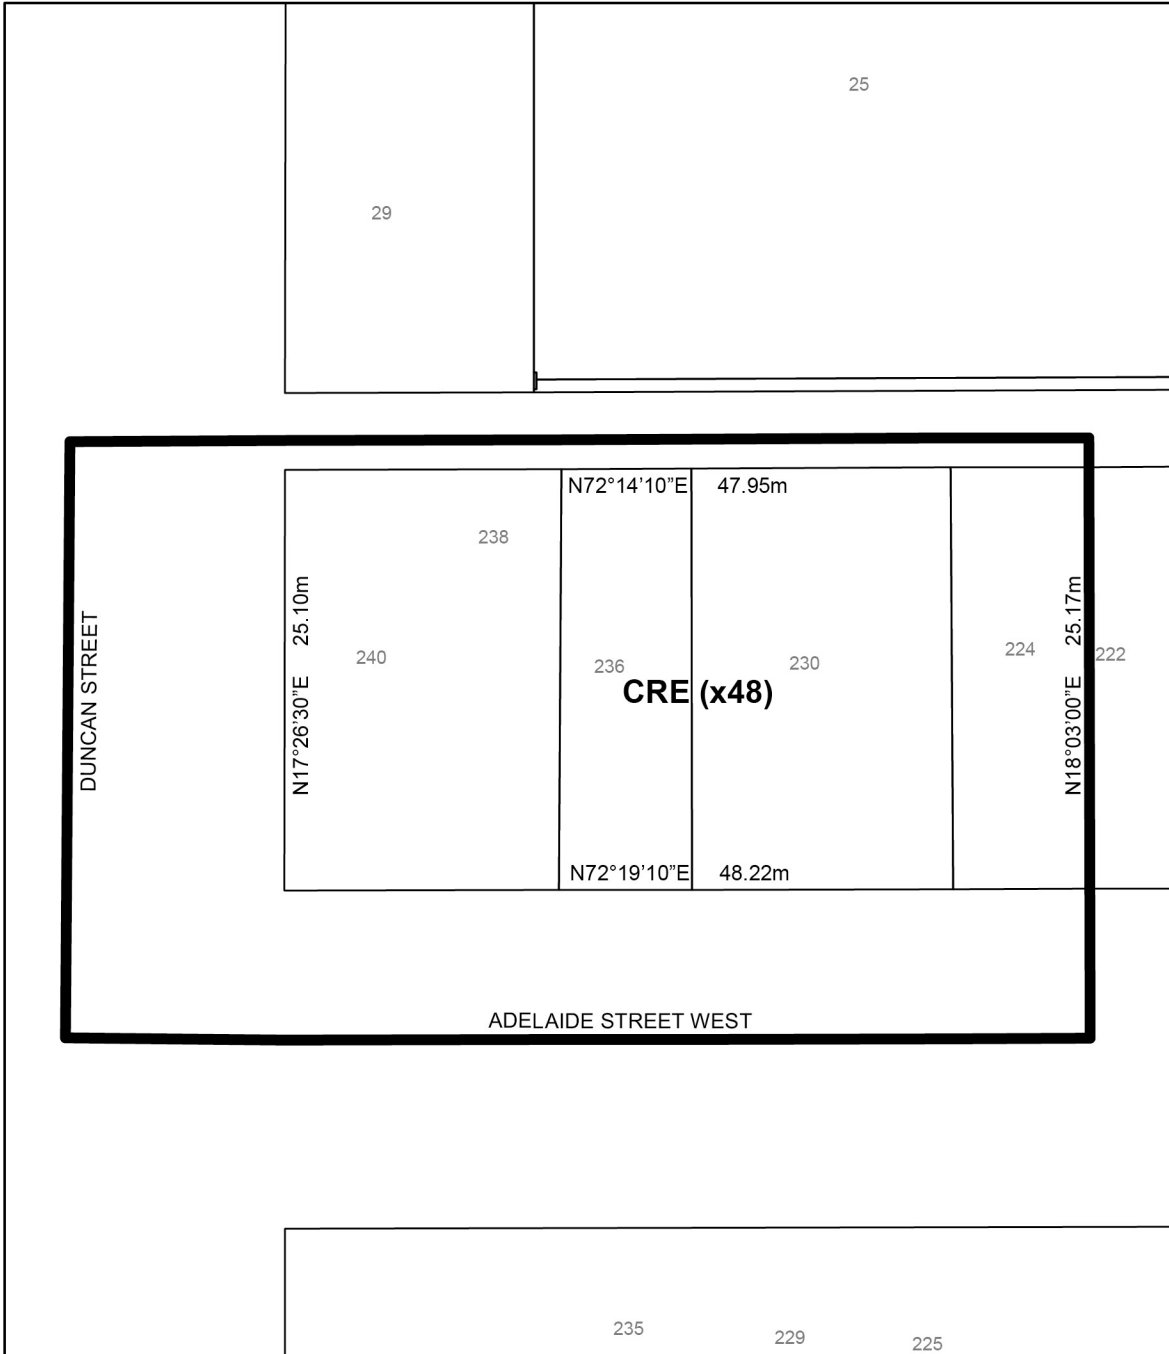 25
29
N72°14’10”E 47.95m
238
N17°26’30”E 25.10m
N18°03’00”E 25.17m
DUNCAN STREET
240
236
230
224
222
CRE (x48)
N72°19’10”E 48.22m
ADELAIDE STREET WEST
235
229
225